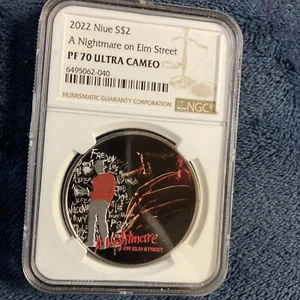 2022 Niue S$2
A Nightmare on Elm Street
PF 70 ULTRA CAMEO
6495062-040
NUMISMATIC GUARANTY CORPORATION
NGC
A Nightmare
ON ELM STREET